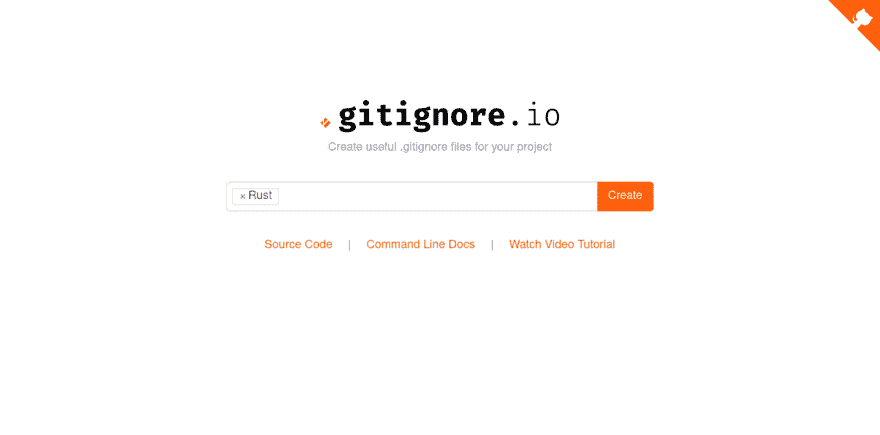 .gitignore.io
Create useful .gitignore files for your project
× Rust
Create
Source Code | Command Line Docs | Watch Video Tutorial